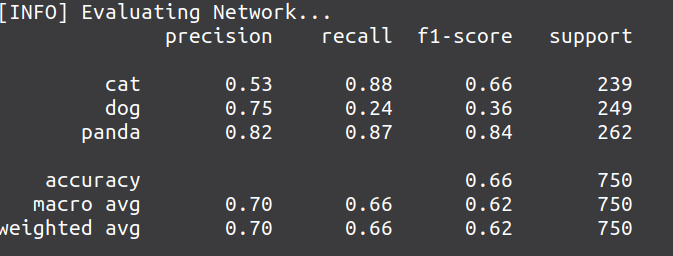 [INFO] Evaluating Network...
precision recall f1-score support
cat 0.53 0.88 0.66 239
dog 0.75 0.24 0.36 249
panda 0.82 0.87 0.84 262
accuracy 0.66 750
macro avg 0.70 0.66 0.62 750
weighted avg 0.70 0.66 0.62 750